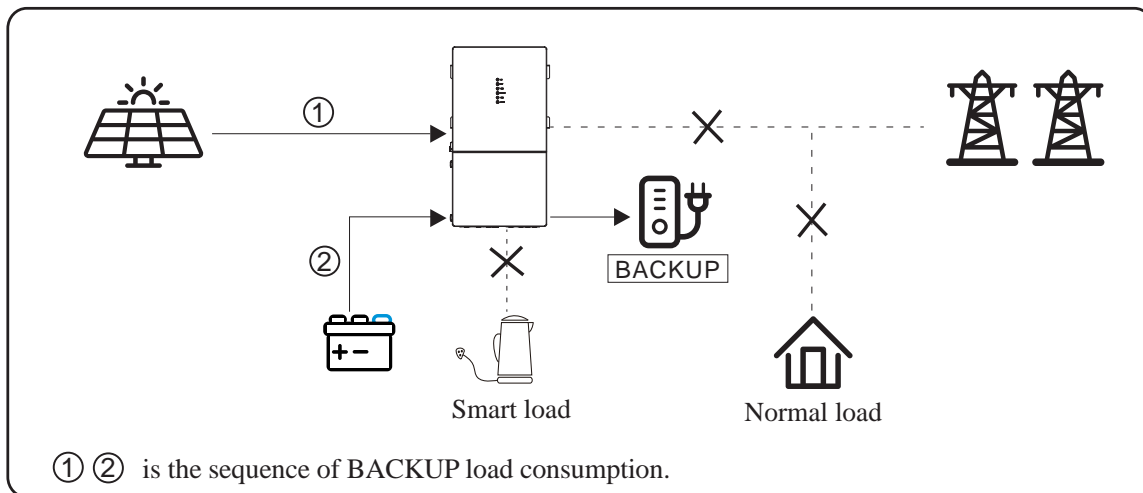 ①
②
BACKUP
Smart load
Normal load
① ② is the sequence of BACKUP load consumption.